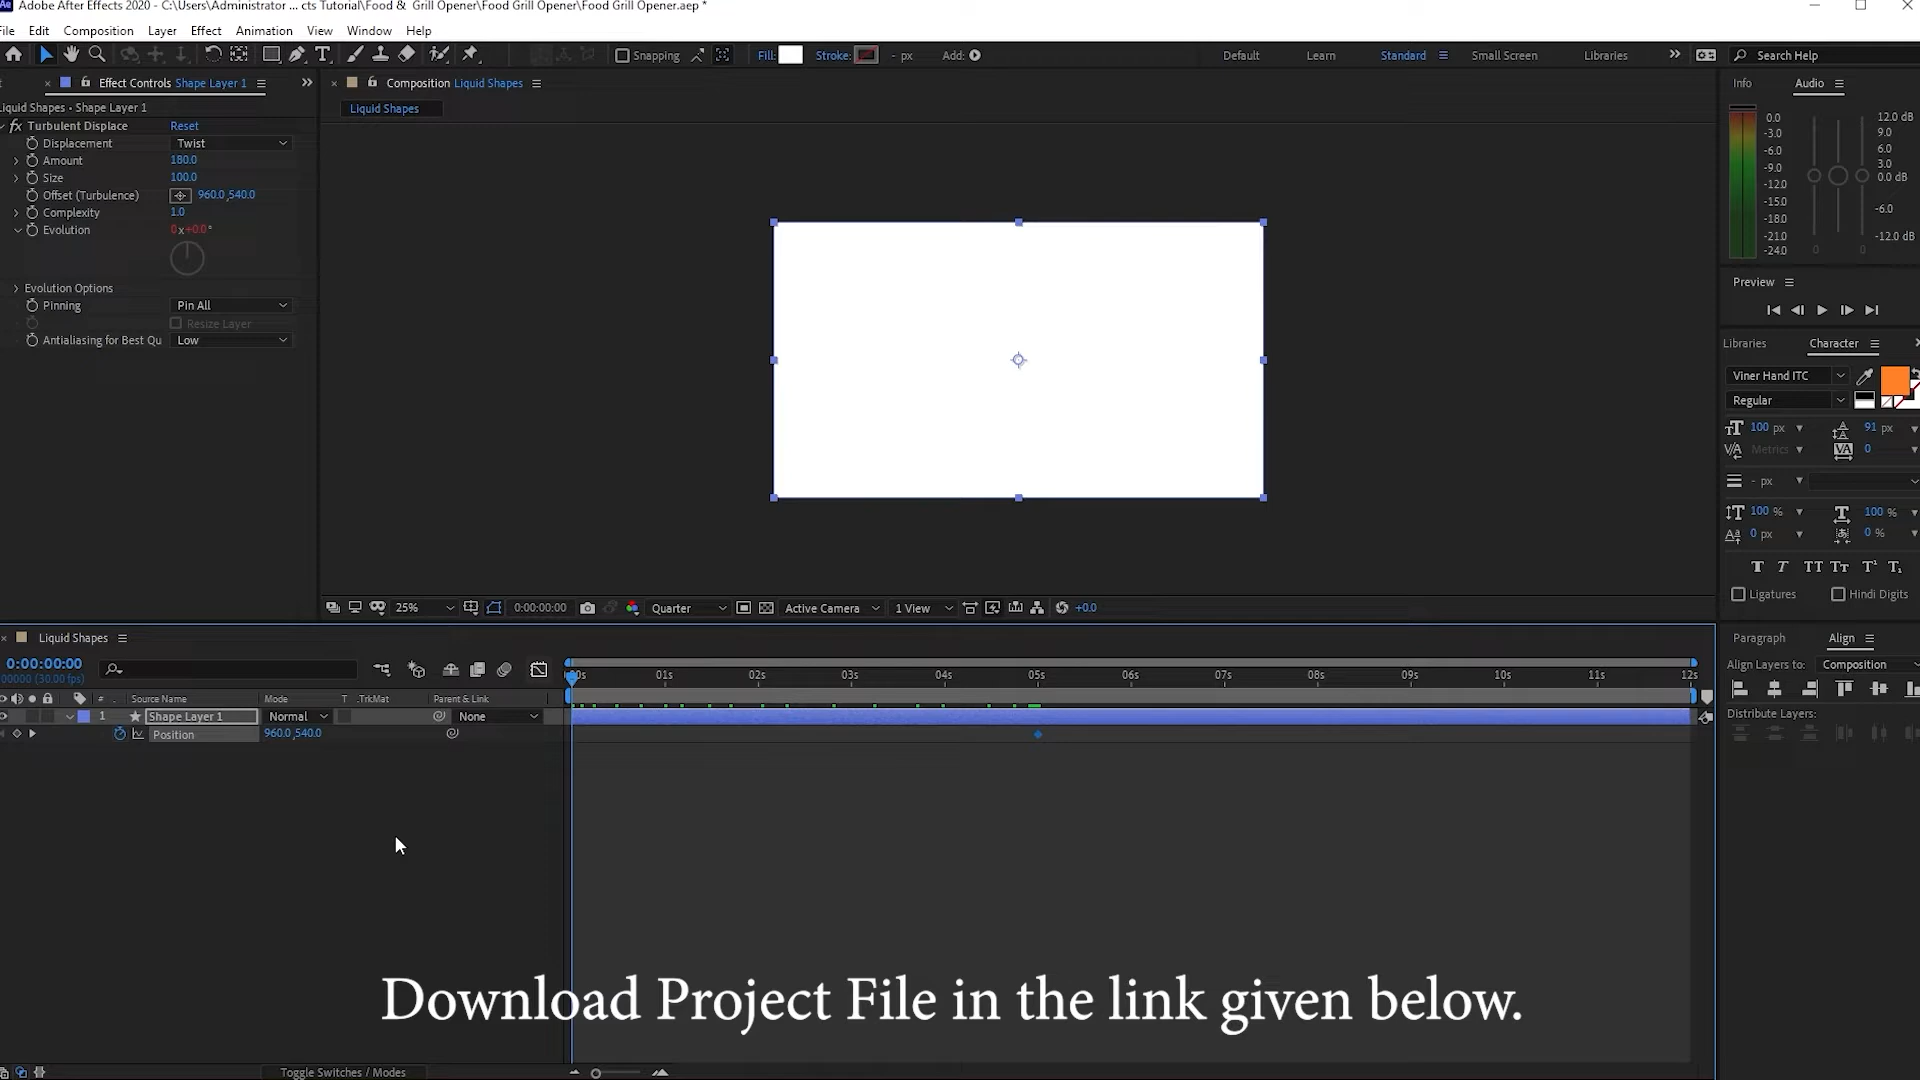 Adobe After Effects 2020 - C:\Users\Administrator ... cts Tutorial\Food & Grill Opener\Food Grill Opener\Food Grill Opener.aep *
File Edit Composition Layer Effect Animation View Window Help
Snapping Fill: Stroke: - px Add: Default Learn Standard Small Screen Libraries Search Help
Effect Controls Shape Layer 1
Liquid Shapes • Shape Layer 1
fx Turbulent Displace Reset
Displacement Twist
Amount 180.0
Size 100.0
Offset (Turbulence) 960.0,540.0
Complexity 1.0
Evolution 0x+0.0°
Evolution Options
Pinning Pin All
Resize Layer
Antialiasing for Best Qu Low
Composition Liquid Shapes
Liquid Shapes
25% 0:00:00:00 Quarter Active Camera 1 View +0.0
Info Audio
0.0
-3.0
-6.0
-9.0
-12.0
-15.0
-18.0
-21.0
-24.0
12.0 dB
9.0
6.0
3.0
0.0 dB
-6.0
-12.0 dB
0 0
Preview
Libraries Character
Viner Hand ITC
Regular
100 px 91 px
Metrics 0
- px
100 % 100 %
0 px 0 %
T T TT Tr T¹ T₁
Ligatures Hindi Digits
Paragraph Align
Align Layers to: Composition
Distribute Layers:
Liquid Shapes
0:00:00:00
00000 (30.00 fps)
01s 02s 03s 04s 05s 06s 07s 08s 09s 10s 11s 12s
# Source Name Mode T .TrkMat Parent & Link
1 Shape Layer 1 Normal None
Position 960.0,540.0
Download Project File in the link given below.
Toggle Switches / Modes